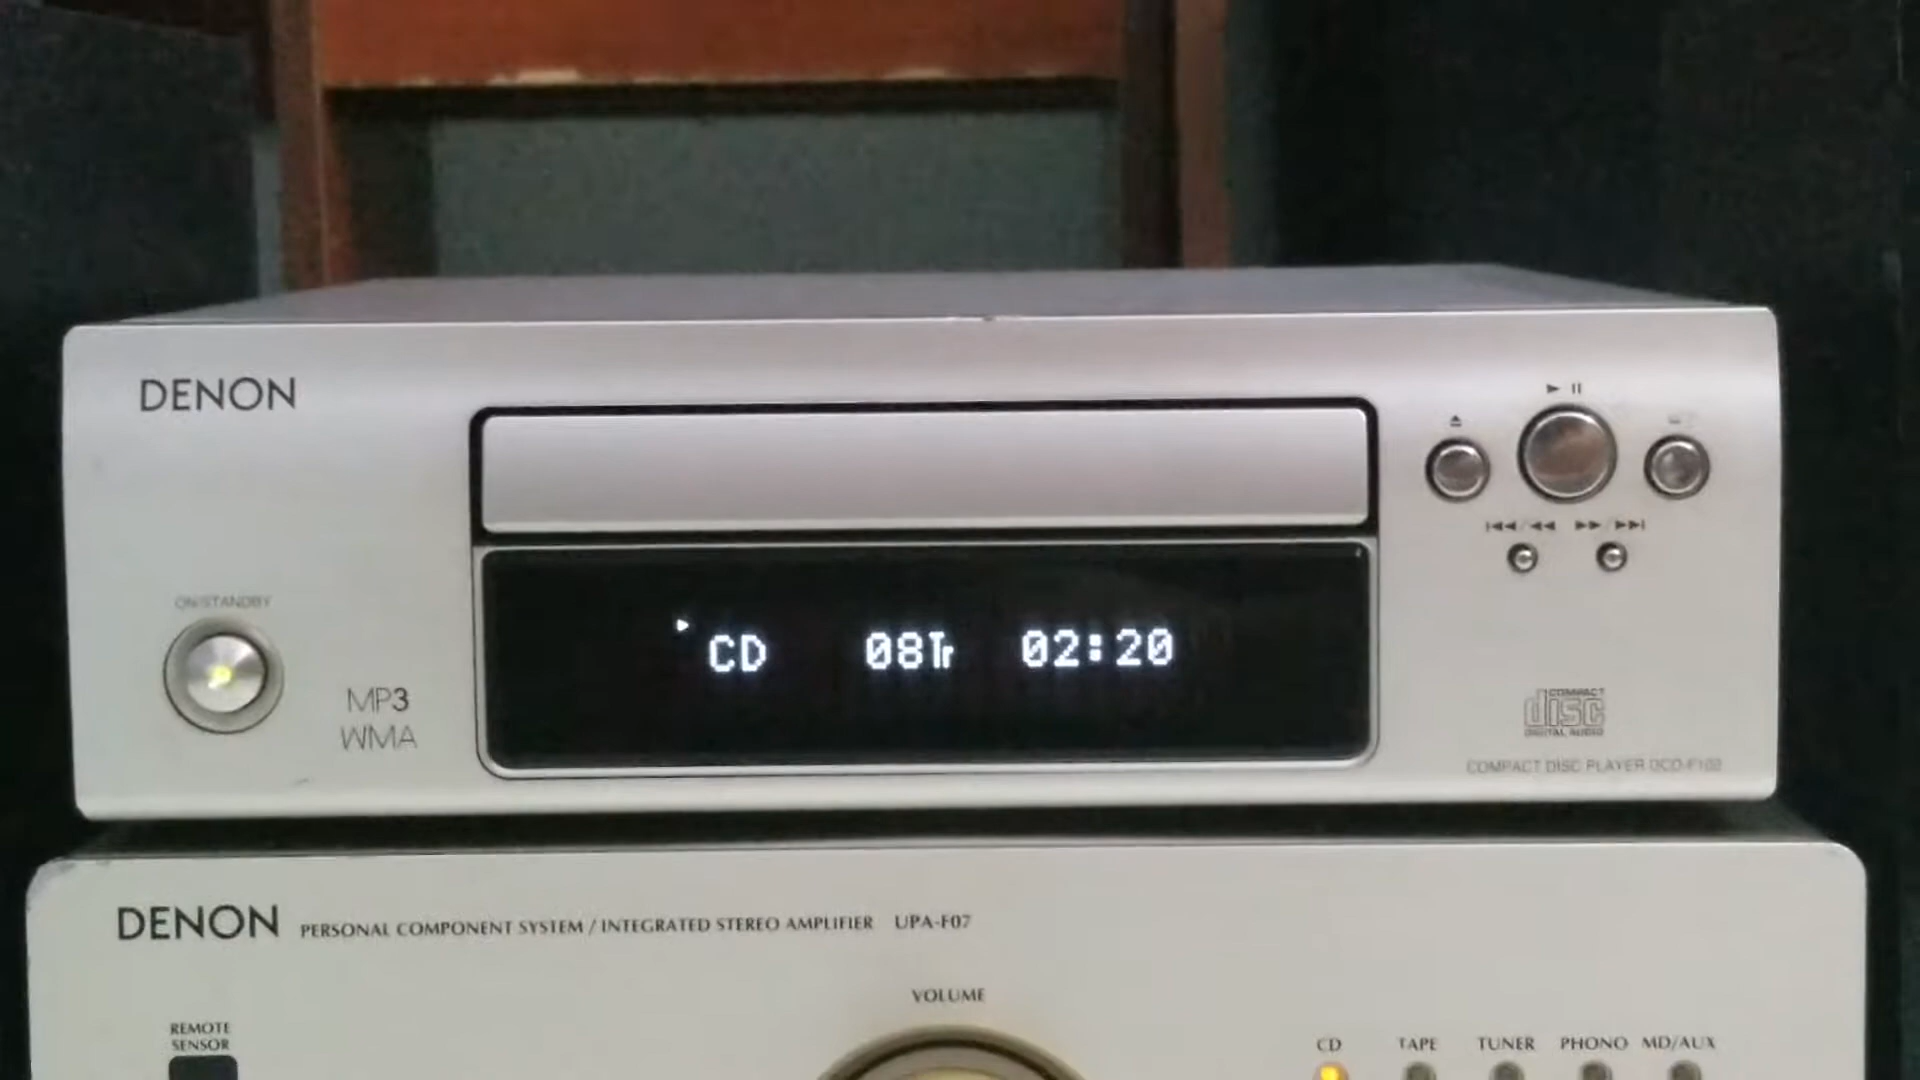 DENON
ON/STANDBY
MP3
WMA
CD 08Tr 02:20
COMPACT
disc
DIGITAL AUDIO
COMPACT DISC PLAYER DCD-F102
DENON PERSONAL COMPONENT SYSTEM / INTEGRATED STEREO AMPLIFIER UPA-F07
VOLUME
REMOTE
SENSOR
CD TAPE TUNER PHONO MD/AUX